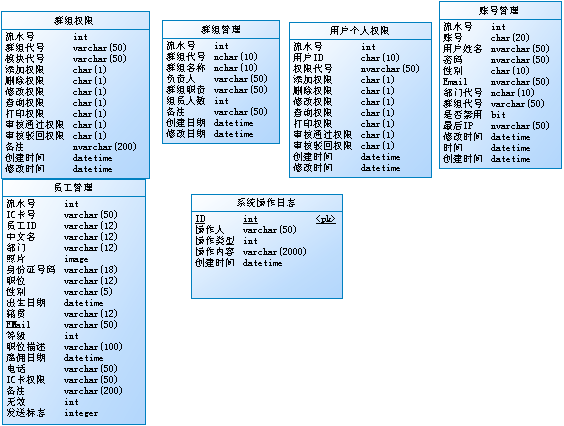 群组权限
流水号 int
群组代号 varchar(50)
模块代号 varchar(50)
添加权限 char(1)
删除权限 char(1)
修改权限 char(1)
查询权限 char(1)
打印权限 char(1)
审核通过权限 char(1)
审核驳回权限 char(1)
备注 nvarchar(200)
创建时间 datetime
修改时间 datetime
群组管理
流水号 int
群组代号 nchar(10)
群组名称 nchar(10)
负责人 varchar(50)
群组职责 varchar(50)
组员人数 int
备注 varchar(50)
创建日期 datetime
修改日期 datetime
用户个人权限
流水号 int
用户ID char(10)
权限代号 nvarchar(50)
添加权限 char(1)
删除权限 char(1)
修改权限 char(1)
查询权限 char(1)
打印权限 char(1)
审核通过权限 char(1)
审核驳回权限 char(1)
创建时间 datetime
修改时间 datetime
账号管理
流水号 int
账号 char(20)
用户姓名 nvarchar(50)
密码 nvarchar(50)
性别 char(10)
Email nvarchar(50)
部门代号 nchar(10)
群组代号 varchar(50)
是否禁用 bit
最后IP nvarchar(50)
修改时间 datetime
时间 datetime
创建时间 datetime
员工管理
流水号 int
IC卡号 varchar(50)
员工ID varchar(12)
中文名 varchar(12)
部门 varchar(12)
照片 image
身份证号码 varchar(18)
职位 varchar(12)
性别 varchar(5)
出生日期 datetime
籍贯 varchar(12)
EMail varchar(50)
等级 int
职位描述 varchar(100)
雇佣日期 datetime
电话 varchar(50)
IC卡权限 varchar(50)
备注 varchar(200)
无效 int
发送标志 integer
系统操作日志
ID int <pk>
操作人 varchar(50)
操作类型 int
操作内容 varchar(2000)
创建时间 datetime